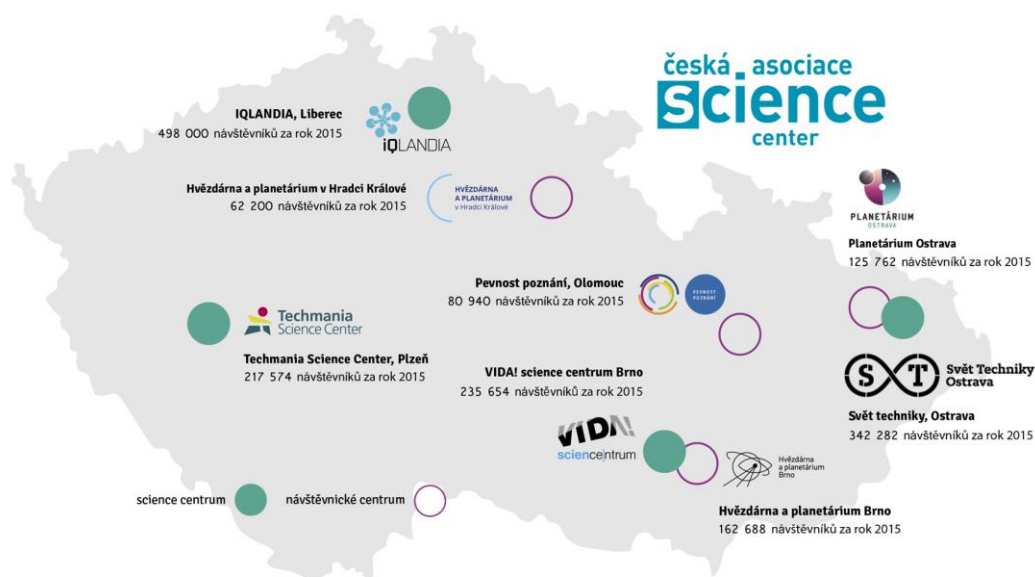 česká asociace
science
center
IQLANDIA, Liberec
498 000 návštěvníků za rok 2015
iQLANDIA
Hvězdárna a planetárium v Hradci Králové
62 200 návštěvníků za rok 2015
HVĚZDÁRNA
A PLANETÁRIUM
v Hradci Králové
PLANETÁRIUM
OSTRAVA
Planetárium Ostrava
125 762 návštěvníků za rok 2015
Pevnost poznání, Olomouc
80 940 návštěvníků za rok 2015
PEVNOST
POZNÁNÍ
Techmania
Science Center
Techmania Science Center, Plzeň
217 574 návštěvníků za rok 2015
VIDA! science centrum Brno
235 654 návštěvníků za rok 2015
VIDA!
sciencentrum
S T
Svět Techniky
Ostrava
Svět techniky, Ostrava
342 282 návštěvníků za rok 2015
Hvězdárna
a planetárium
Brno
Hvězdárna a planetárium Brno
162 688 návštěvníků za rok 2015
science centrum
návštěvnické centrum